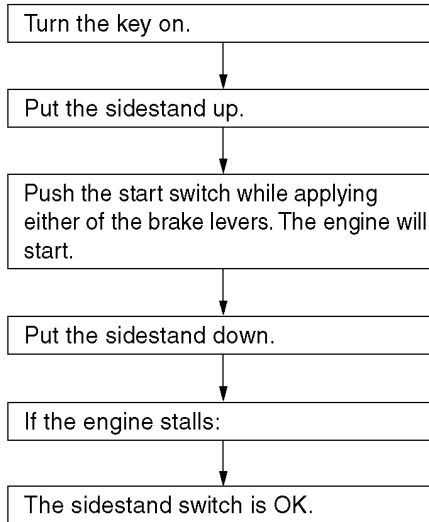 Turn the key on.
Put the sidestand up.
Push the start switch while applying
either of the brake levers. The engine will
start.
Put the sidestand down.
If the engine stalls:
The sidestand switch is OK.